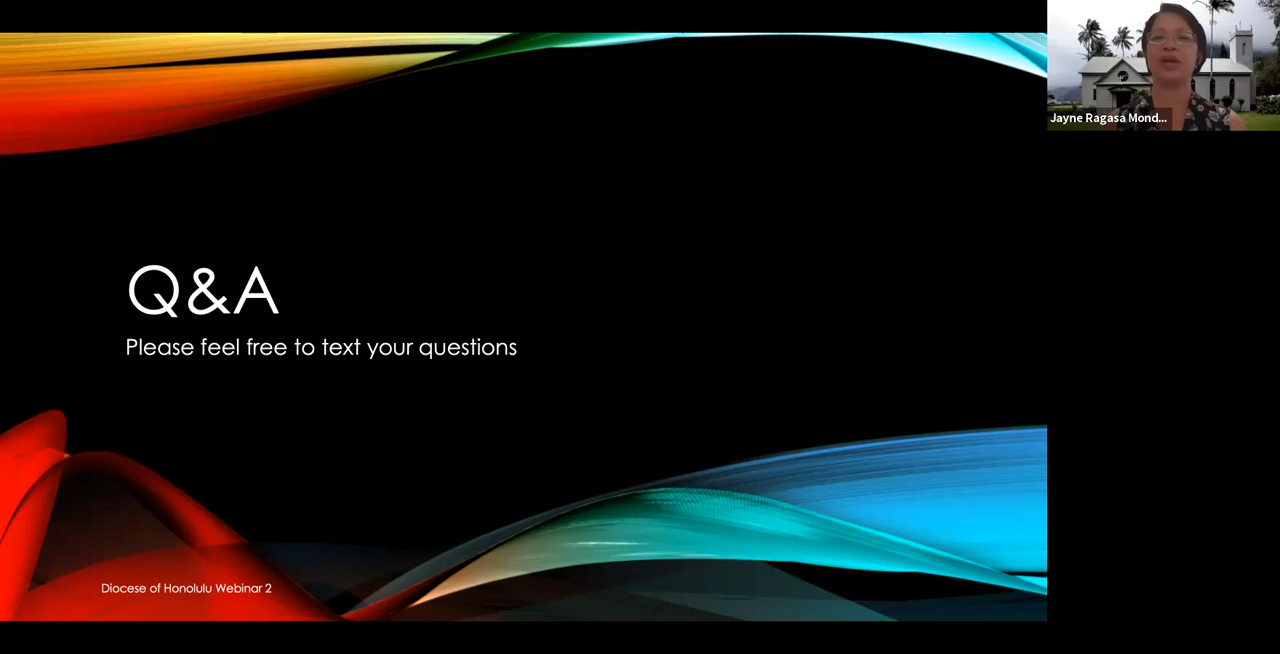 Jayne Ragasa Mond...
Q&A
Please feel free to text your questions
Diocese of Honolulu Webinar 2